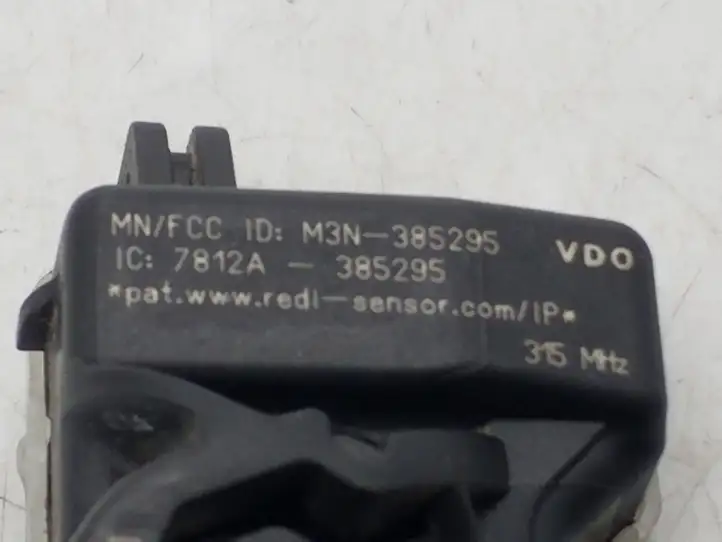 MN/FCC ID: M3N-385295
VDO
IC: 7812A - 385295
*pat.www.redi-sensor.com/IP*
315 MHz